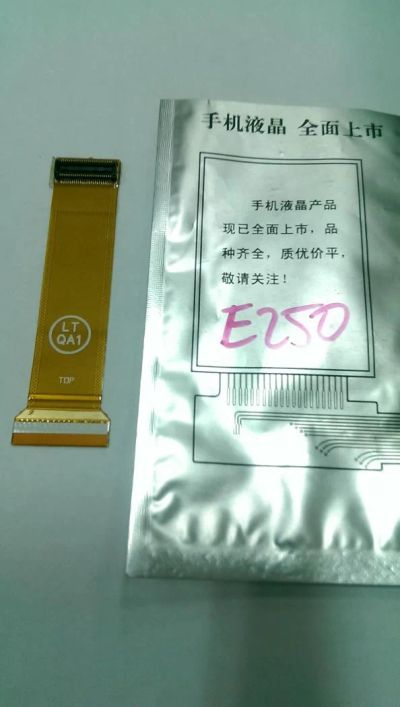 手机液晶 全面上市
手机液晶产品
现已全面上市，品
种齐全，质优价平，
敬请关注！
E250
LT
QA1
TOP